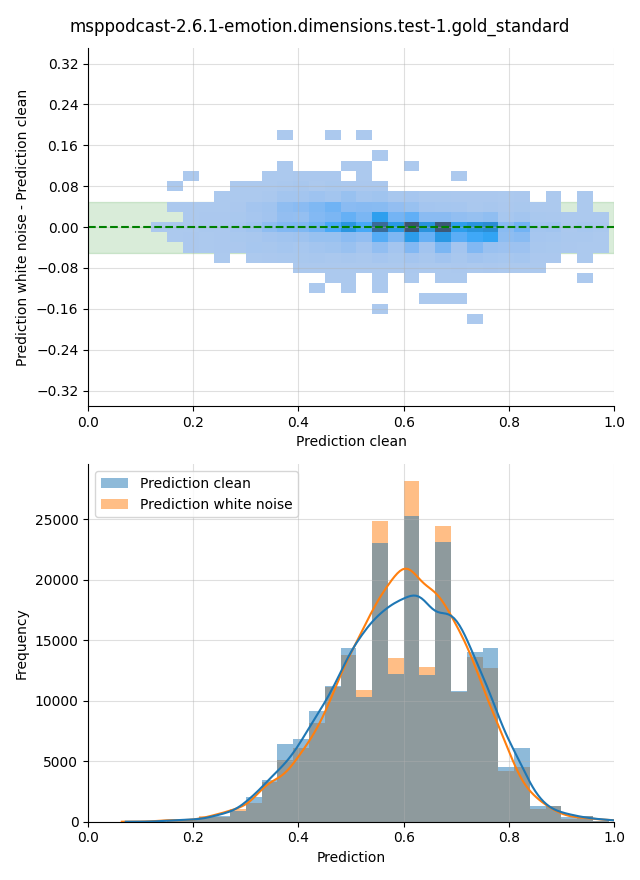 msppodcast-2.6.1-emotion.dimensions.test-1.gold_standard
Prediction white noise - Prediction clean
0.32
0.24
0.16
0.08
0.00
−0.08
−0.16
−0.24
−0.32
0.0 0.2 0.4 0.6 0.8 1.0
Prediction clean
Prediction clean
Prediction white noise
Frequency
25000
20000
15000
10000
5000
0
0.0 0.2 0.4 0.6 0.8 1.0
Prediction